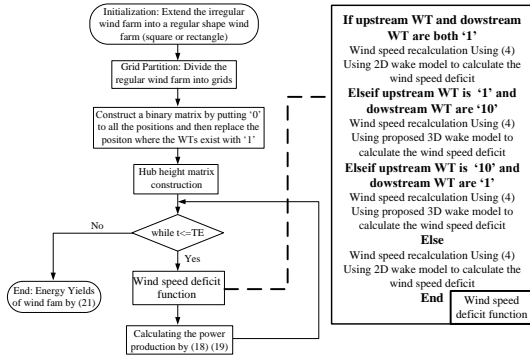 Initialization: Extend the irregular
wind farm into a regular shape wind
farm (square or rectangle)
Grid Partition: Divide the
regular wind farm into grids
Construct a binary matrix by putting ‘0’
to all the positions and then replace the
positon where the WTs exist with ‘1’
Hub height matrix
construction
while t<=TE
No
Yes
End: Energy Yields
of wind fam by (21)
Wind speed deficit
function
Calculating the power
production by (18) (19)
If upstream WT and dowstream
WT are both ‘1’
Wind speed recalculation Using (4)
Using 2D wake model to calculate the
wind speed deficit
Elseif upstream WT is ‘1’ and
dowstream WT are ‘10’
Wind speed recalculation Using (4)
Using proposed 3D wake model to
calculate the wind speed deficit
Elseif upstream WT is ‘10’ and
dowstream WT are ‘1’
Wind speed recalculation Using (4)
Using proposed 3D wake model to
calculate the wind speed deficit
Else
Wind speed recalculation Using (4)
Using 2D wake model to calculate the
wind speed deficit
End
Wind speed
deficit function